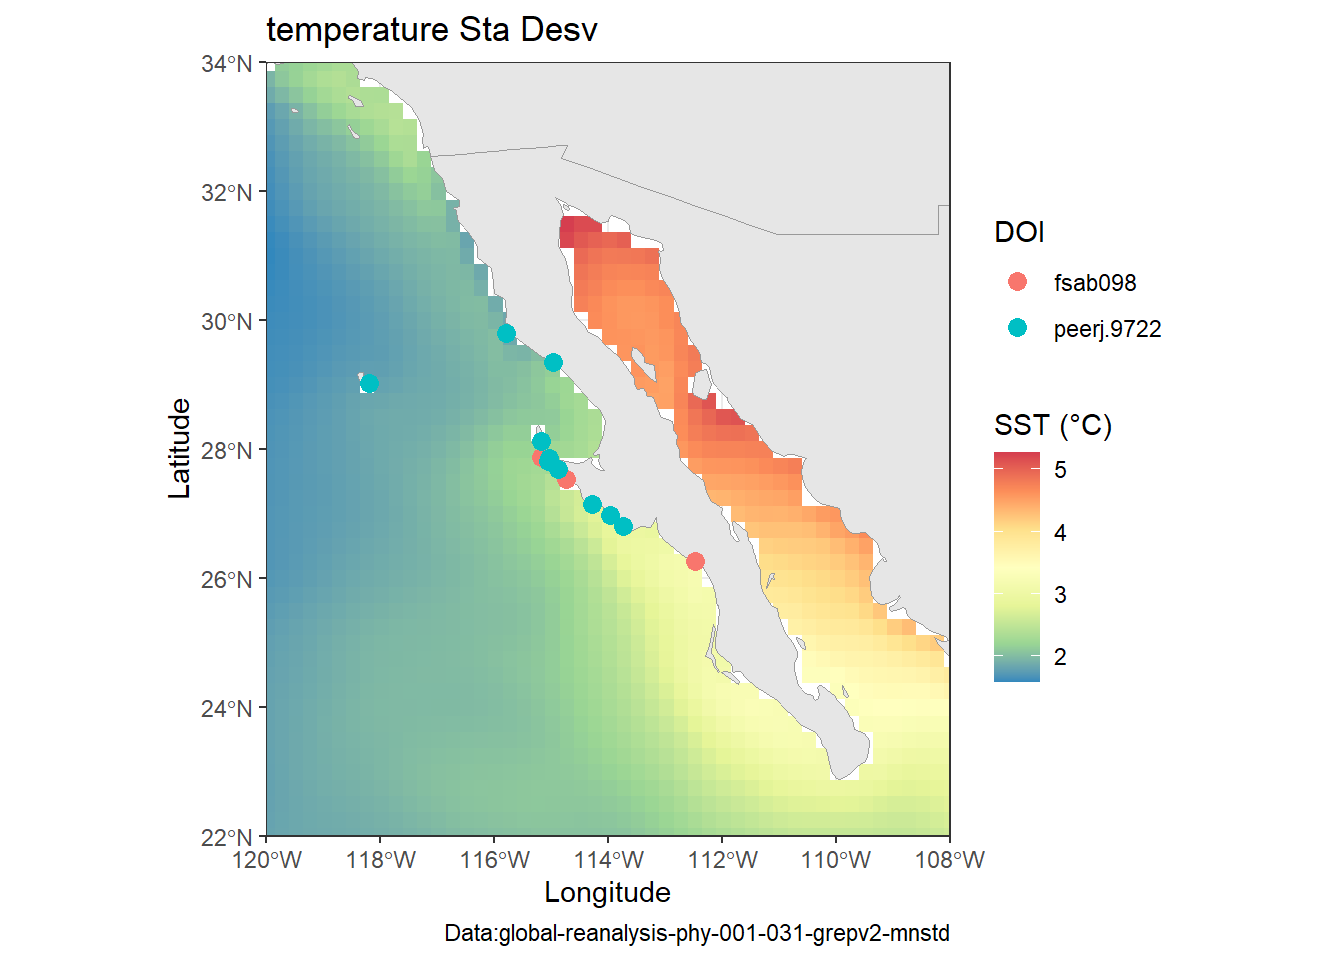 temperature Sta Desv
34°N
32°N
30°N
28°N
26°N
24°N
22°N
Latitude
120°W
118°W
116°W
114°W
112°W
110°W
108°W
Longitude
Data:global-reanalysis-phy-001-031-grepv2-mnstd
DOI
fsab098
peerj.9722
SST (°C)
5
4
3
2